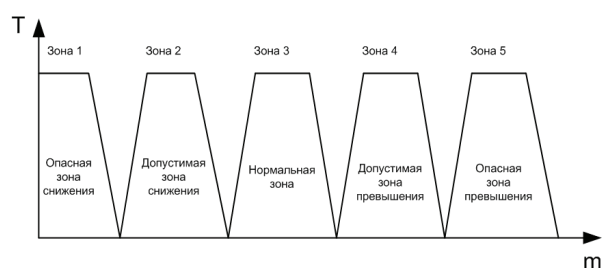 T
Зона 1
Зона 2
Зона 3
Зона 4
Зона 5
Опасная
зона
снижения
Допустимая
зона
снижения
Нормальная
зона
Допустимая
зона
превышения
Опасная
зона
превышения
m